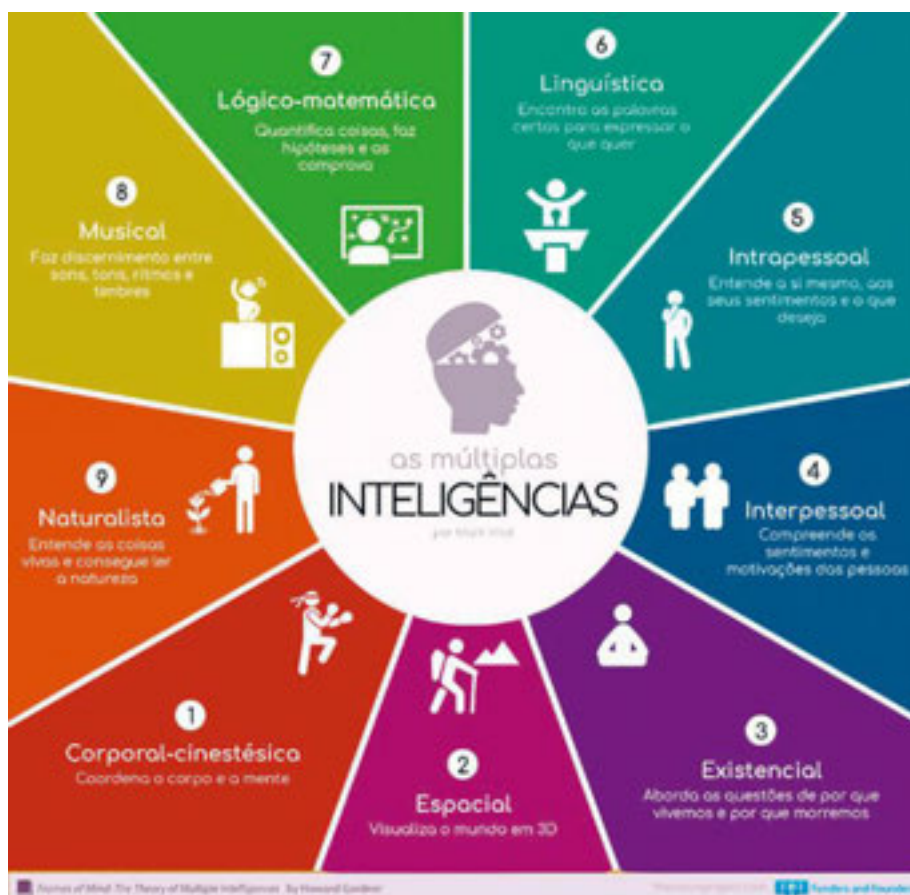 7
Lógico-matemática
Quantifica coisas, faz
hipóteses e as
comprova
6
Linguística
Encontra as palavras
certas para expressar o
que quer
8
Musical
Faz discernimento entre
sons, tons, ritmos e
timbres
5
Intrapessoal
Entende a si mesmo, aos
seus sentimentos e o que
deseja
as múltiplas
INTELIGÊNCIAS
por
9
Naturalista
Entende as coisas
vivas e consegue ler
a natureza
4
Interpessoal
Compreende os
sentimentos e
motivações das pessoas
1
Corporal-cinestésica
Coordena o corpo e a mente
2
Espacial
Visualiza o mundo em 3D
3
Existencial
Aborda as questões de por que
vivemos e por que morremos
Frames of Mind: The Theory of Multiple Intelligences by Howard Gardner